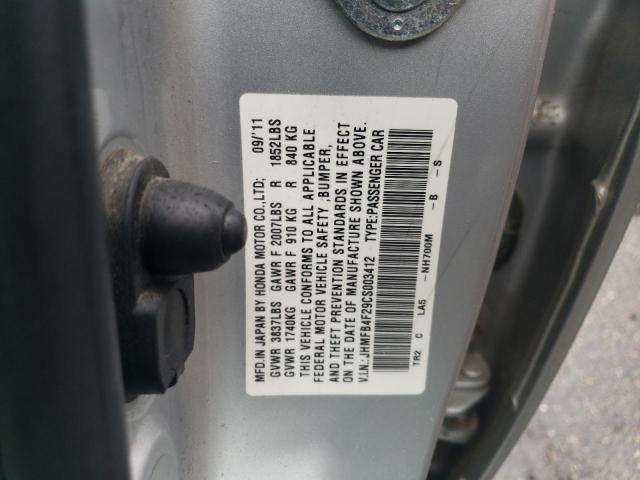 MFD.IN JAPAN BY HONDA MOTOR CO.,LTD; 09/'11
GVWR 3837LBS GAWR F 2007LBS R 1852LBS
GVWR 1740KG GAWR F 910 KG R 840 KG
THIS VEHICLE CONFORMS TO ALL APPLICABLE
FEDERAL MOTOR VEHICLE SAFETY ,BUMPER,
AND THEFT PREVENTION STANDARDS IN EFFECT
ON THE DATE OF MANUFACTURE SHOWN ABOVE.
V.I.N.:JHMFB4F29CS003412 TYPE:PASSENGER CAR
TR2 C LA5 -NH700M -B -S